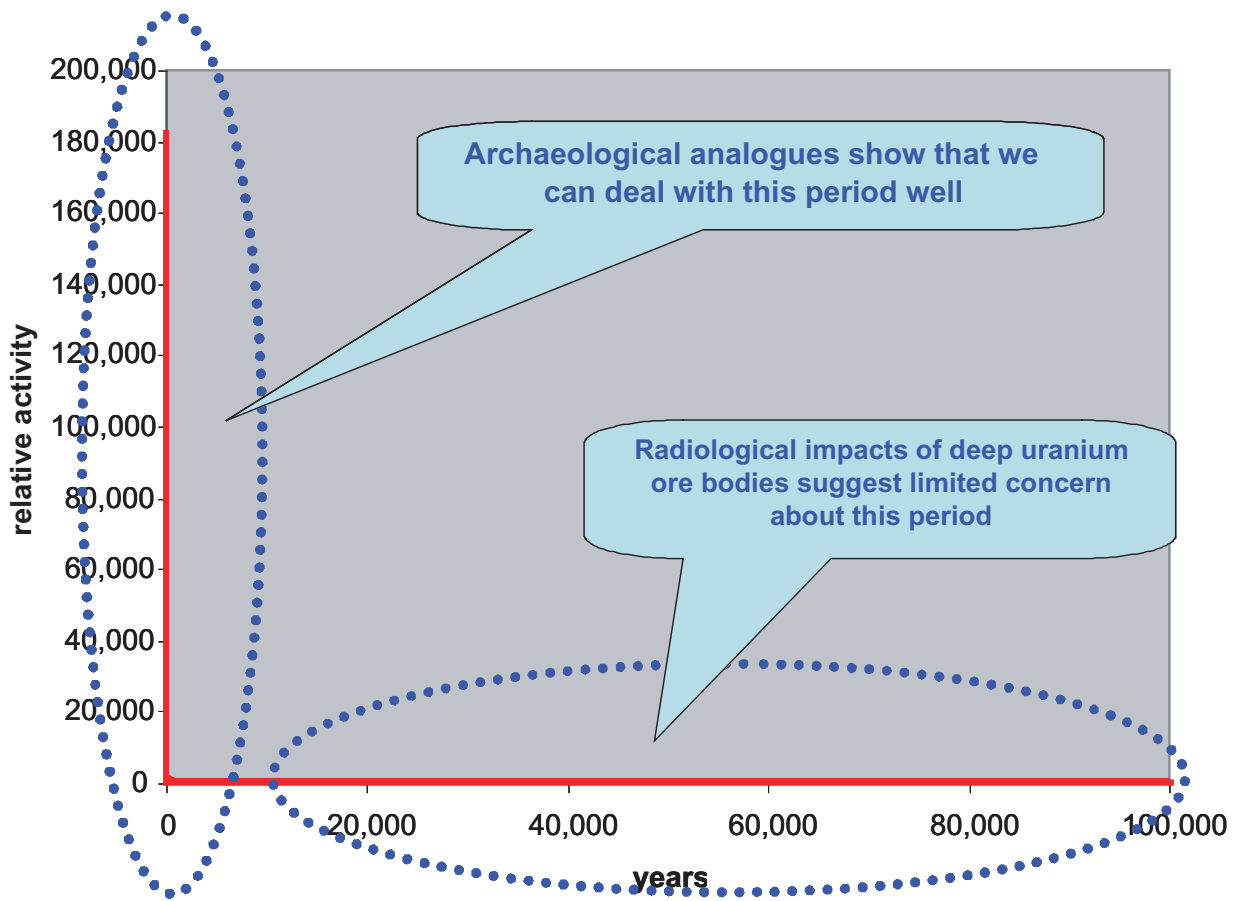 200,000
180,000
160,000
140,000
120,000
100,000
80,000
60,000
40,000
20,000
0
relative activity
Archaeological analogues show that we
can deal with this period well
Radiological impacts of deep uranium
ore bodies suggest limited concern
about this period
0 20,000 40,000 60,000 80,000 100,000
years